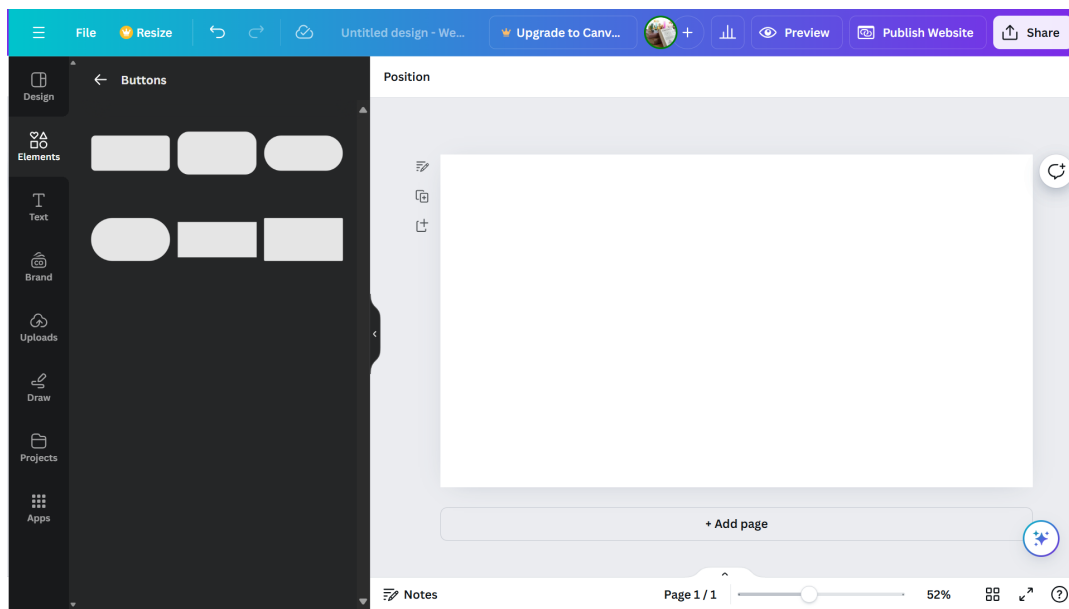 File
Resize
Untitled design - We...
Upgrade to Canv...
+
Preview
Publish Website
Share
Design
Elements
Text
Brand
Uploads
Draw
Projects
Apps
Buttons
Position
+ Add page
Notes
Page 1 / 1
52%